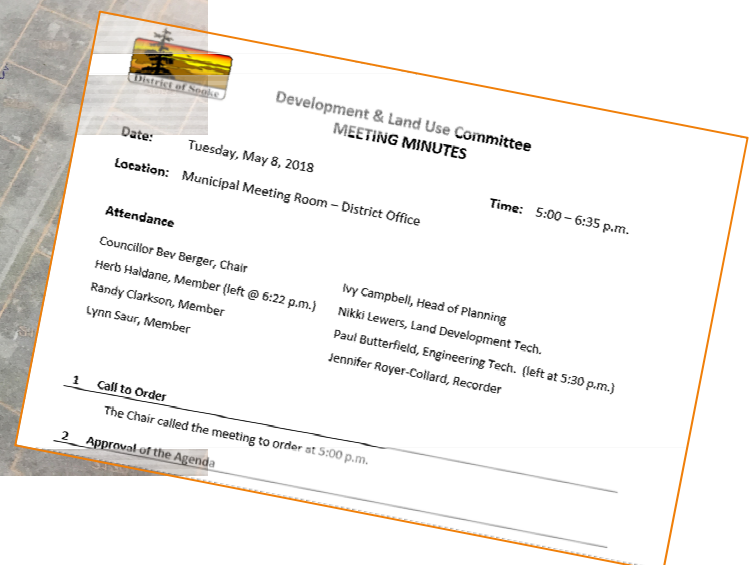 District of Sooke
Development & Land Use Committee
MEETING MINUTES
Date: Tuesday, May 8, 2018
Location: Municipal Meeting Room – District Office
Time: 5:00 – 6:35 p.m.
Attendance
Councillor Bev Berger, Chair
Herb Haldane, Member (left @ 6:22 p.m.)
Randy Clarkson, Member
Lynn Saur, Member
Ivy Campbell, Head of Planning
Nikki Lewers, Land Development Tech.
Paul Butterfield, Engineering Tech. (left at 5:30 p.m.)
Jennifer Royer-Collard, Recorder
1 Call to Order
The Chair called the meeting to order at 5:00 p.m.
2 Approval of the Agenda